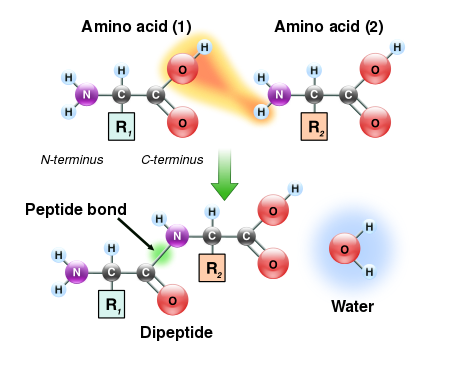 Amino acid (1) Amino acid (2)
H H
O O
H H H H
N C C N C C
H H
R1 O R2 O
N-terminus C-terminus
Peptide bond
H
H H O
N C C
H
H H R2 O
N C C
H
R1 O
Dipeptide
H
O
H
Water